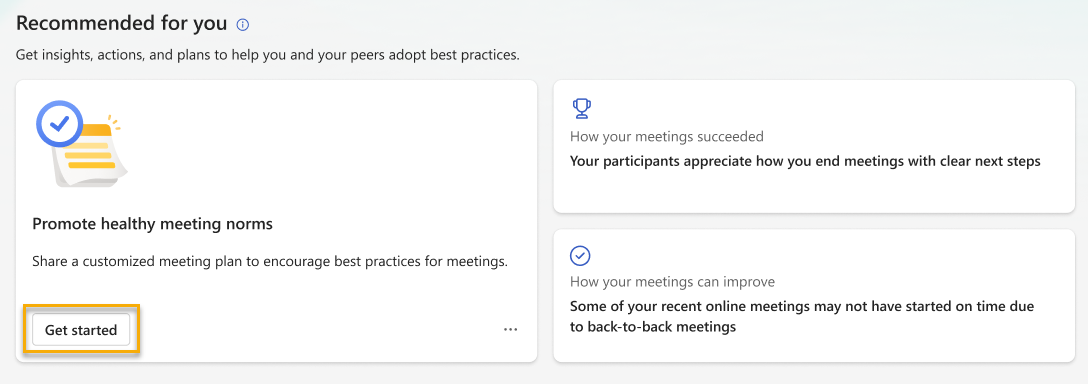 Recommended for you
Get insights, actions, and plans to help you and your peers adopt best practices.
Promote healthy meeting norms
Share a customized meeting plan to encourage best practices for meetings.
Get started
How your meetings succeeded
Your participants appreciate how you end meetings with clear next steps
How your meetings can improve
Some of your recent online meetings may not have started on time due
to back-to-back meetings